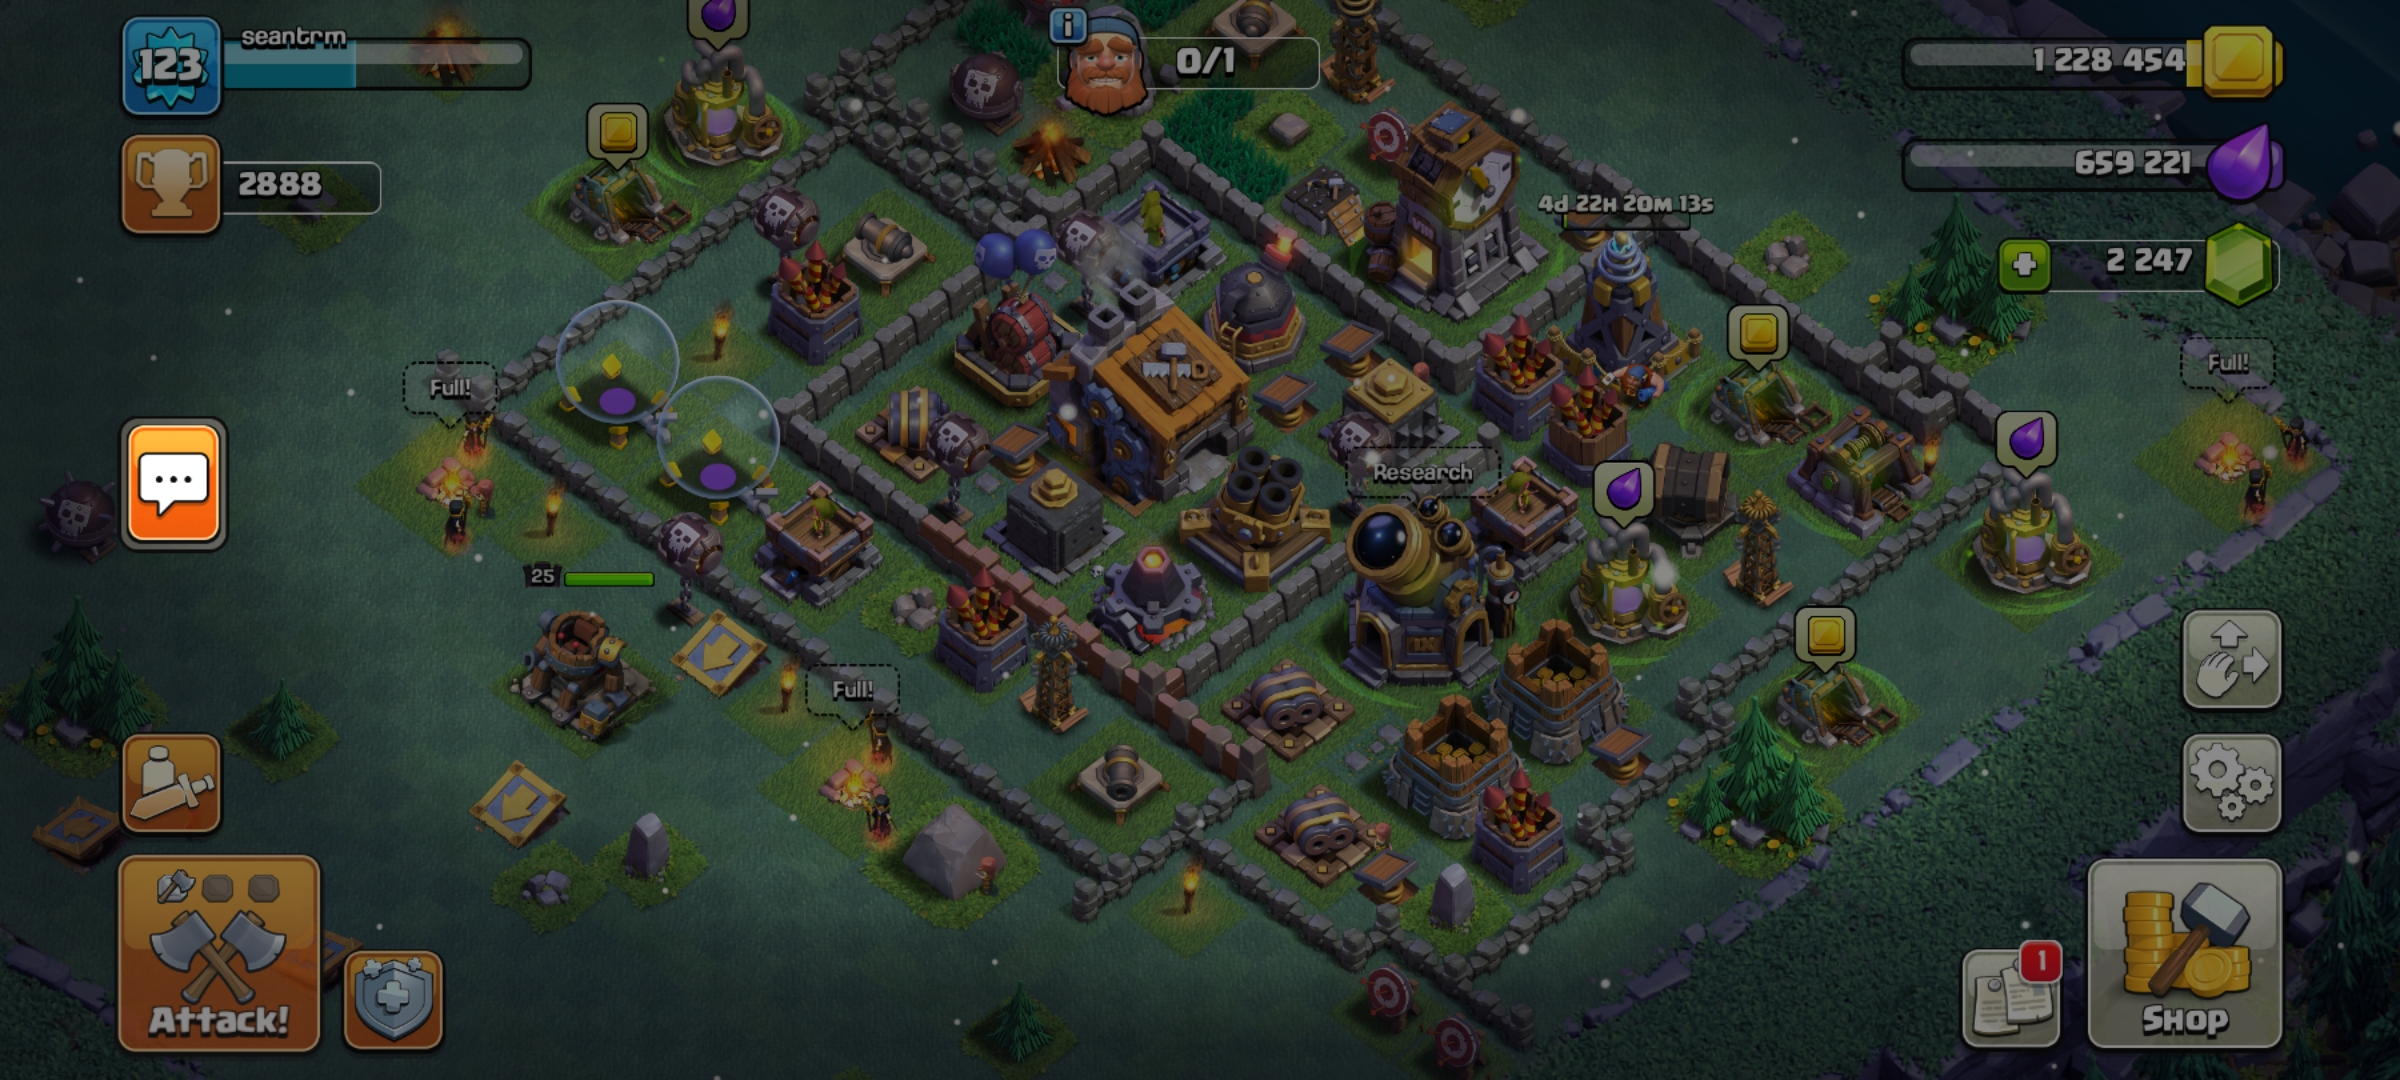 seantrm
123
0/1
1 228 454
2888
659 221
4d 22h 20m 13s
2 247
Full!
Full!
Research
25
Full!
Attack!
1
Shop